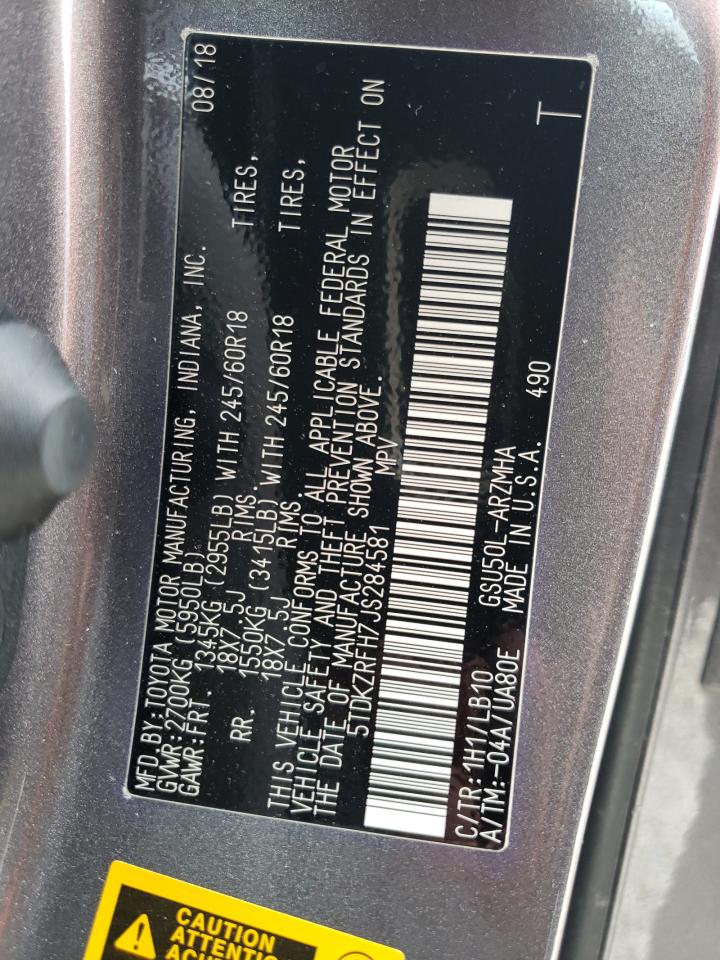 MFD.BY:TOYOTA MOTOR MANUFACTURING, INDIANA, INC. 08/18
GVWR:2700KG (5950LB)
GAWR:FRT. 1345KG (2955LB) WITH 245/60R18 TIRES,
18X7.5J RIMS
RR. 1550KG (3415LB) WITH 245/60R18 TIRES,
18X7.5J RIMS
THIS VEHICLE CONFORMS TO ALL APPLICABLE FEDERAL MOTOR
VEHICLE SAFETY AND THEFT PREVENTION STANDARDS IN EFFECT ON
THE DATE OF MANUFACTURE SHOWN ABOVE.
5TDKZRFH7JS284581 MPV
C/TR:1H1/LB10 GSU50L-ARZMHA
A/TM:-04A/UA80E MADE IN U.S.A. 490 T
CAUTION